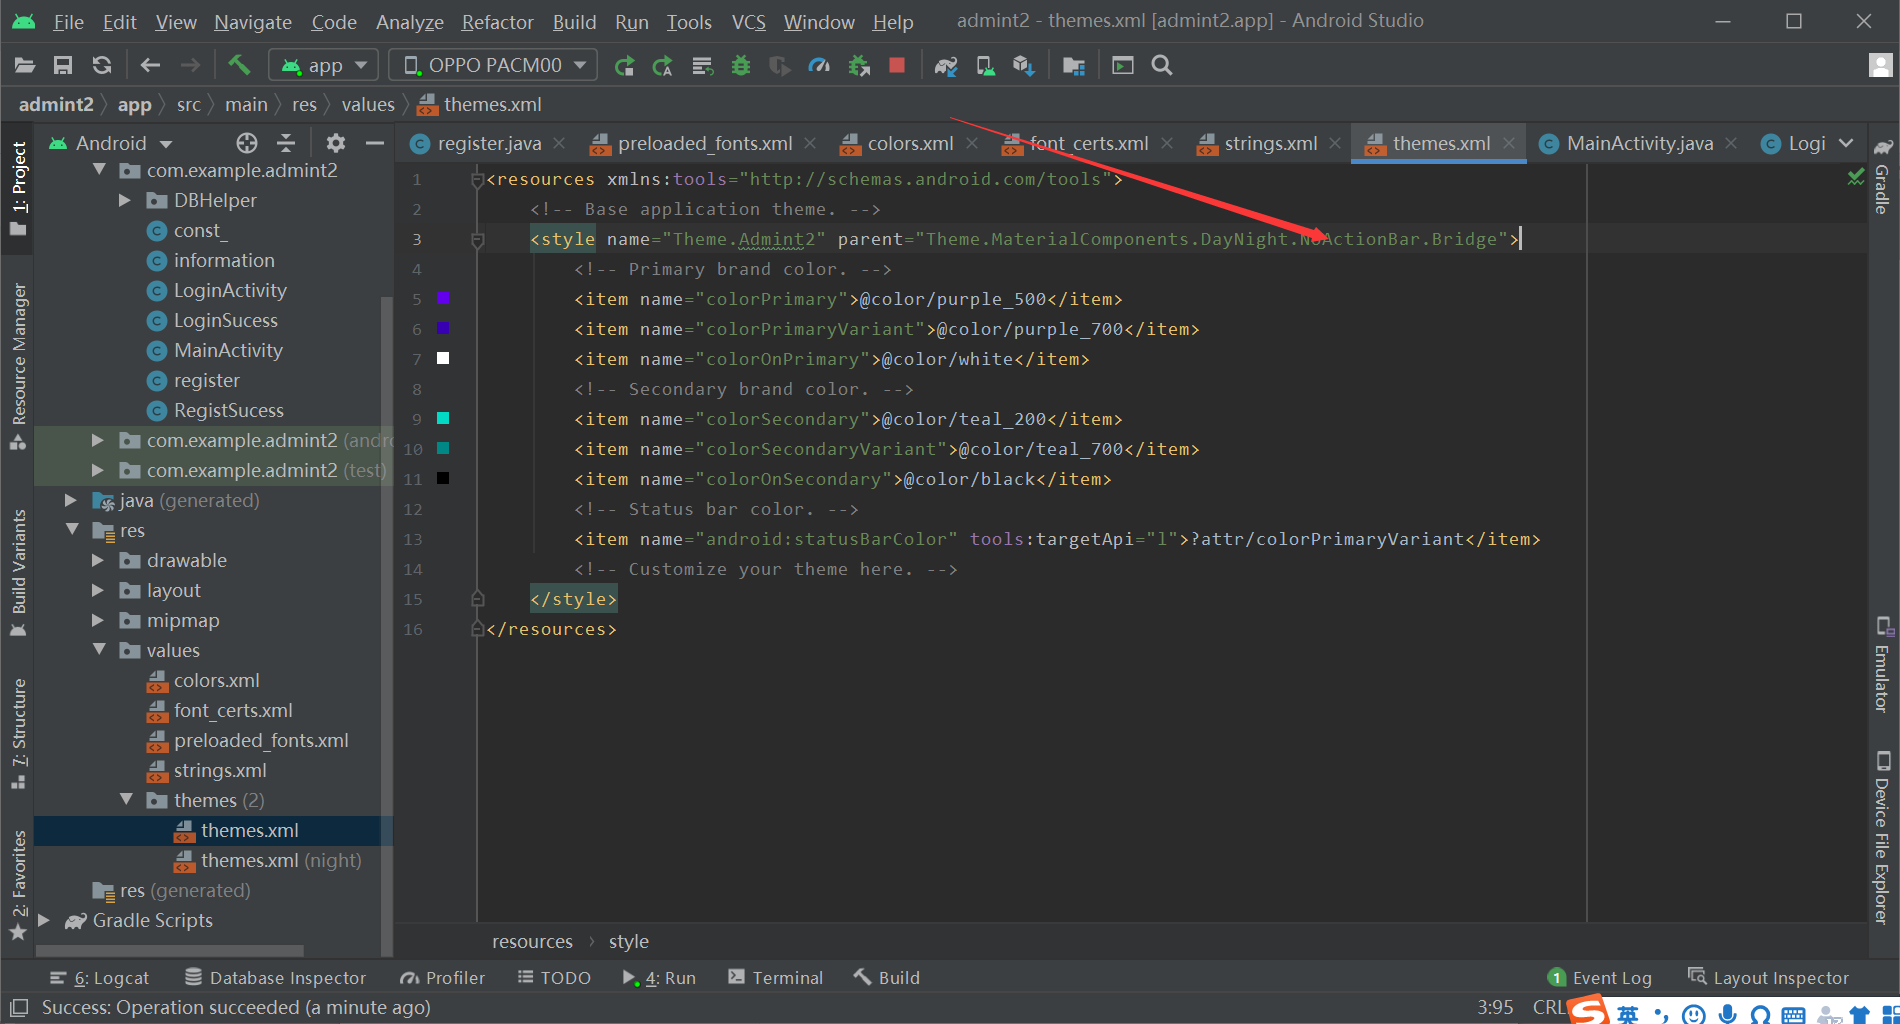 File Edit View Navigate Code Analyze Refactor Build Run Tools VCS Window Help admint2 - themes.xml [admint2.app] - Android Studio
app OPPO PACM00
admint2 app src main res values themes.xml
Android
register.java preloaded_fonts.xml colors.xml font_certs.xml strings.xml themes.xml MainActivity.java Logi
1: Project
Resource Manager
Build Variants
7: Structure
2: Favorites
com.example.admint2
DBHelper
const_
information
LoginActivity
LoginSucess
MainActivity
register
RegistSucess
com.example.admint2 (andro
com.example.admint2 (test)
java (generated)
res
drawable
layout
mipmap
values
colors.xml
font_certs.xml
preloaded_fonts.xml
strings.xml
themes (2)
themes.xml
themes.xml (night)
res (generated)
Gradle Scripts
1 <resources xmlns:tools="http://schemas.android.com/tools">
2 <!-- Base application theme. -->
3 <style name="Theme.Admint2" parent="Theme.MaterialComponents.DayNight.NoActionBar.Bridge">
4 <!-- Primary brand color. -->
5 <item name="colorPrimary">@color/purple_500</item>
6 <item name="colorPrimaryVariant">@color/purple_700</item>
7 <item name="colorOnPrimary">@color/white</item>
8 <!-- Secondary brand color. -->
9 <item name="colorSecondary">@color/teal_200</item>
10 <item name="colorSecondaryVariant">@color/teal_700</item>
11 <item name="colorOnSecondary">@color/black</item>
12 <!-- Status bar color. -->
13 <item name="android:statusBarColor" tools:targetApi="l">?attr/colorPrimaryVariant</item>
14 <!-- Customize your theme here. -->
15 </style>
16 </resources>
Gradle
Emulator
Device File Explorer
resources › style
6: Logcat Database Inspector Profiler TODO 4: Run Terminal Build 1 Event Log Layout Inspector
Success: Operation succeeded (a minute ago) 3:95 CRL
S 英